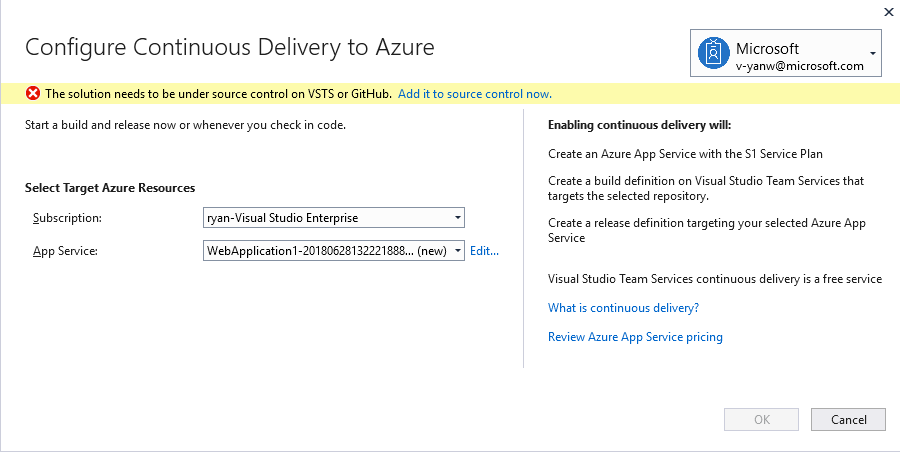 Configure Continuous Delivery to Azure
Microsoft
v-yanw@microsoft.com
The solution needs to be under source control on VSTS or GitHub. Add it to source control now.
Start a build and release now or whenever you check in code.
Select Target Azure Resources
Subscription:
ryan-Visual Studio Enterprise
App Service:
WebApplication1-20180628132221888... (new)
Edit...
Enabling continuous delivery will:
Create an Azure App Service with the S1 Service Plan
Create a build definition on Visual Studio Team Services that
targets the selected repository.
Create a release definition targeting your selected Azure App
Service
Visual Studio Team Services continuous delivery is a free service
What is continuous delivery?
Review Azure App Service pricing
OK
Cancel